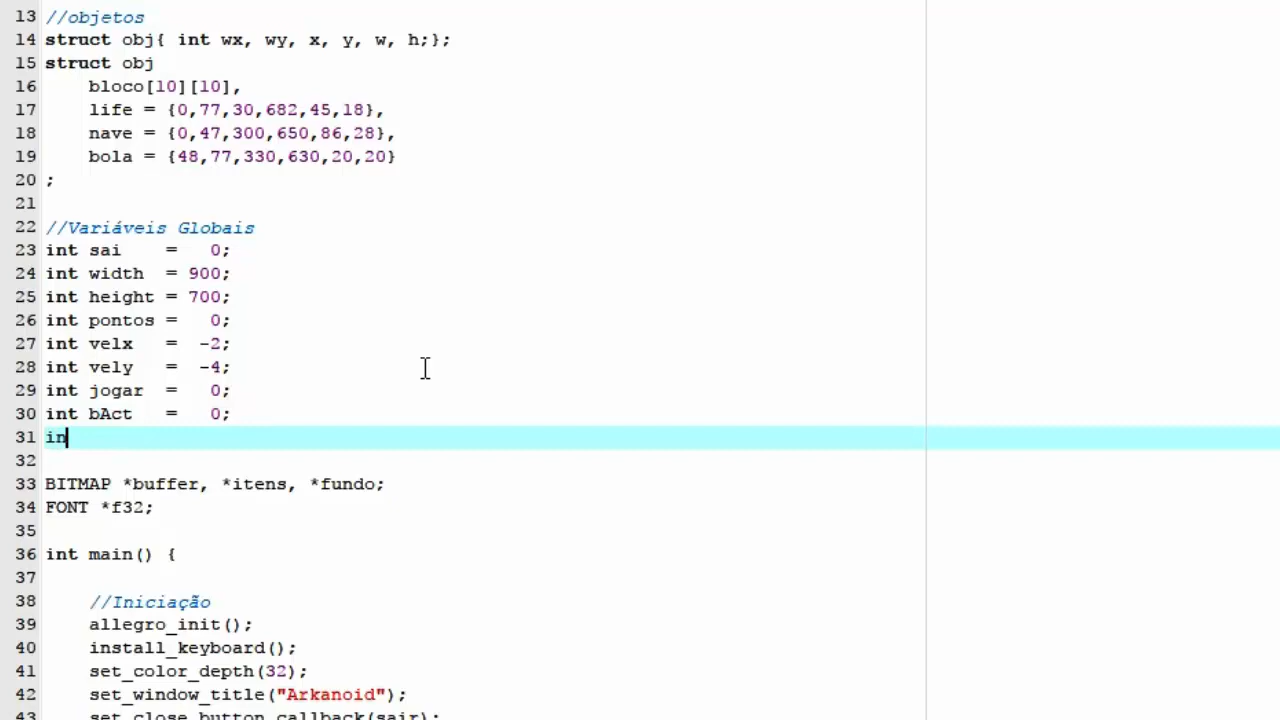 13 //objetos
14 struct obj{ int wx, wy, x, y, w, h;};
15 struct obj
16     bloco[10][10],
17     life = {0,77,30,682,45,18},
18     nave = {0,47,300,650,86,28},
19     bola = {48,77,330,630,20,20}
20 ;
21
22 //Variáveis Globais
23 int sai    =   0;
24 int width  = 900;
25 int height = 700;
26 int pontos =   0;
27 int velx   =  -2;
28 int vely   =  -4;
29 int jogar  =   0;
30 int bAct   =   0;
31 in
32
33 BITMAP *buffer, *itens, *fundo;
34 FONT *f32;
35
36 int main() {
37
38     //Iniciação
39     allegro_init();
40     install_keyboard();
41     set_color_depth(32);
42     set_window_title("Arkanoid");
43     set_close_button_callback(sair);